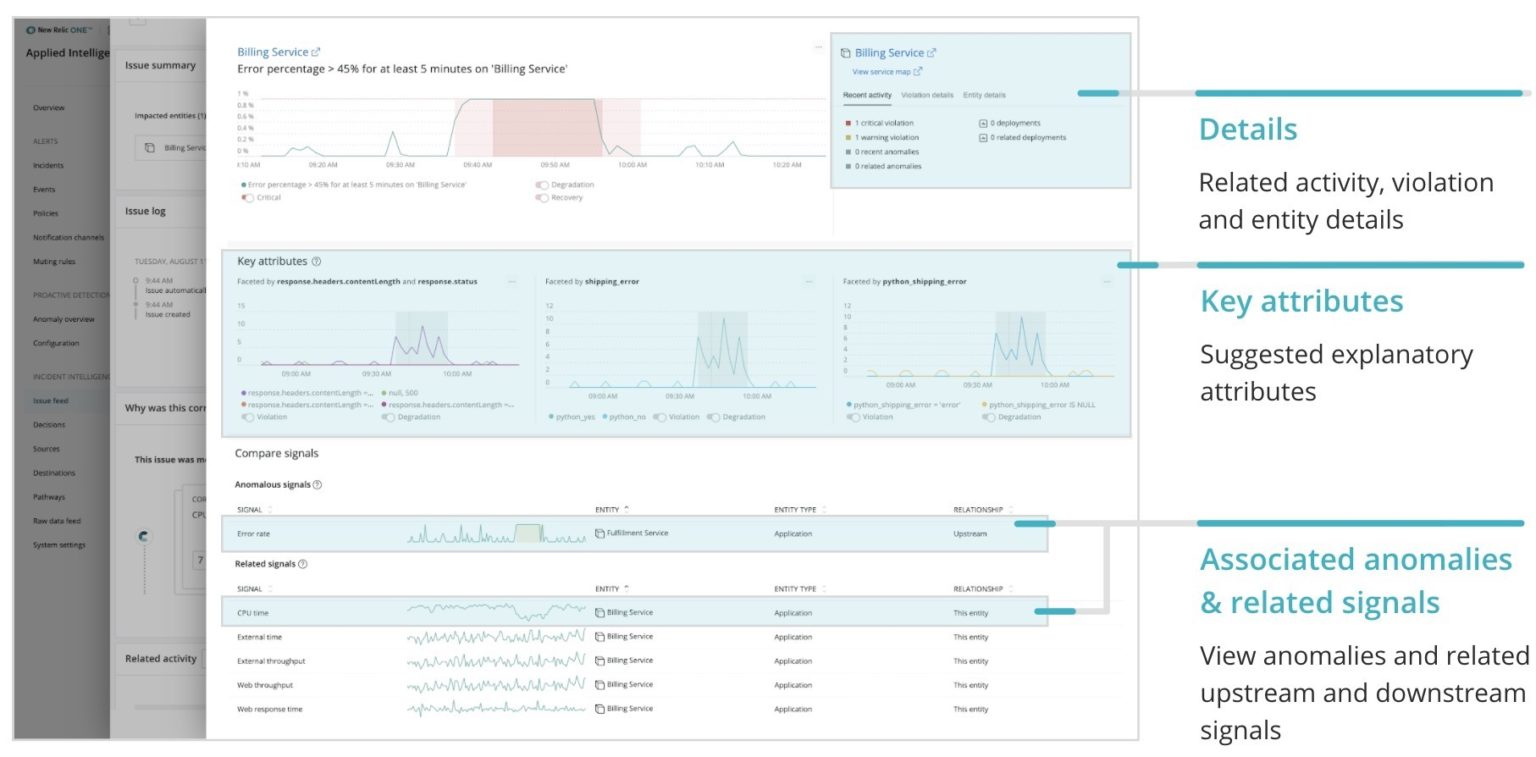 New Relic ONE™
Applied Intellige
Overview
ALERTS
Incidents
Events
Policies
Notification channels
Muting rules
PROACTIVE DETECTION
Anomaly overview
Configuration
INCIDENT INTELLIGENC
Issue feed
Decisions
Sources
Destinations
Pathways
Raw data feed
System settings
Issue summary
Impacted entities (1)
Billing Servic
Issue log
TUESDAY, AUGUST 1
9:44 AM
Issue automaticall
9:44 AM
Issue created
Why was this corr
This issue was m
COR
CPU
7
Related activity
Billing Service
Error percentage > 45% for at least 5 minutes on 'Billing Service'
1 %
0.8 %
0.6 %
0.4 %
0.2 %
0 %
9:10 AM 09:20 AM 09:30 AM 09:40 AM 09:50 AM 10:00 AM 10:10 AM 10:20 AM
Error percentage > 45% for at least 5 minutes on 'Billing Service' Degradation
Critical Recovery
Billing Service
View service map
Recent activity Violation details Entity details
1 critical violation 0 deployments
1 warning violation 0 related deployments
0 recent anomalies
0 related anomalies
Key attributes
Faceted by response.headers.contentLength and response.status
15
10
5
0
09:00 AM 09:30 AM 10:00 AM
response.headers.contentLength =... null, 500
response.headers.contentLength =... response.headers.contentLength =...
Violation Degradation
Faceted by shipping_error
12
10
8
6
4
2
0
09:00 AM 09:30 AM 10:00 AM
python_yes python_no Violation Degradation
Faceted by python_shipping_error
12
10
8
6
4
2
0
09:00 AM 09:30 AM 10:00 AM
python_shipping_error = 'error' python_shipping_error IS NULL
Violation Degradation
Compare signals
Anomalous signals
SIGNAL ENTITY ENTITY TYPE RELATIONSHIP
Error rate Fulfillment Service Application Upstream
Related signals
SIGNAL ENTITY ENTITY TYPE RELATIONSHIP
CPU time Billing Service Application This entity
External time Billing Service Application This entity
External throughput Billing Service Application This entity
Web throughput Billing Service Application This entity
Web response time Billing Service Application This entity
Details
Related activity, violation
and entity details
Key attributes
Suggested explanatory
attributes
Associated anomalies
& related signals
View anomalies and related
upstream and downstream
signals